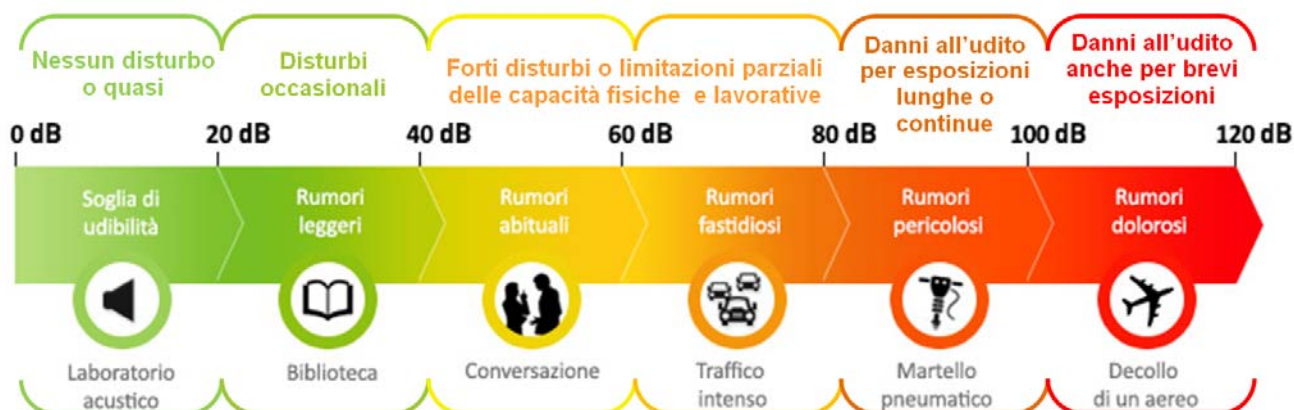 Nessun disturbo
o quasi
Disturbi
occasionali
Forti disturbi o limitazioni parziali
delle capacità fisiche e lavorative
Danni all'udito
per esposizioni
lunghe o
continue
Danni all'udito
anche per brevi
esposizioni
0 dB 20 dB 40 dB 60 dB 80 dB 100 dB 120 dB
Soglia di
udibilità
Rumori
leggeri
Rumori
abituali
Rumori
fastidiosi
Rumori
pericolosi
Rumori
dolorosi
Laboratorio
acustico
Biblioteca
Conversazione
Traffico
intenso
Martello
pneumatico
Decollo
di un aereo